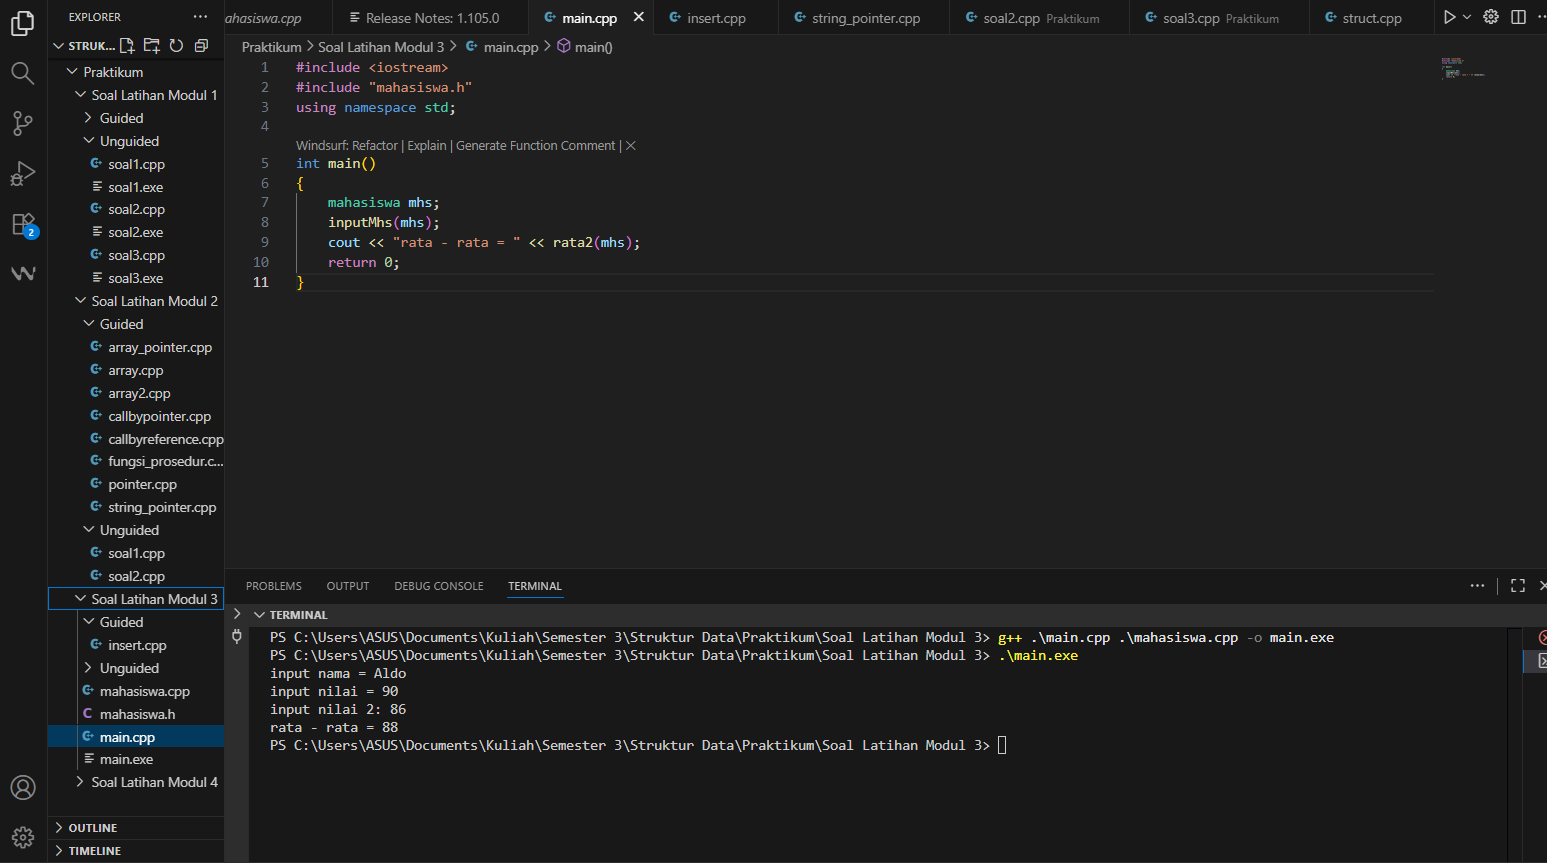 EXPLORER
STRUK...
Praktikum
Soal Latihan Modul 1
Guided
Unguided
soal1.cpp
soal1.exe
soal2.cpp
soal2.exe
soal3.cpp
soal3.exe
Soal Latihan Modul 2
Guided
array_pointer.cpp
array.cpp
array2.cpp
callbypointer.cpp
callbyreference.cpp
fungsi_prosedur.c...
pointer.cpp
string_pointer.cpp
Unguided
soal1.cpp
soal2.cpp
Soal Latihan Modul 3
Guided
insert.cpp
Unguided
mahasiswa.cpp
mahasiswa.h
main.cpp
main.exe
Soal Latihan Modul 4
OUTLINE
TIMELINE
2
ahasiswa.cpp Release Notes: 1.105.0 main.cpp insert.cpp string_pointer.cpp soal2.cpp Praktikum soal3.cpp Praktikum struct.cpp
Praktikum > Soal Latihan Modul 3 > main.cpp > main()
1 #include <iostream>
2 #include "mahasiswa.h"
3 using namespace std;
4
Windsurf: Refactor | Explain | Generate Function Comment | ×
5 int main()
6 {
7 mahasiswa mhs;
8 inputMhs(mhs);
9 cout << "rata - rata = " << rata2(mhs);
10 return 0;
11 }
PROBLEMS OUTPUT DEBUG CONSOLE TERMINAL
TERMINAL
PS C:\Users\ASUS\Documents\Kuliah\Semester 3\Struktur Data\Praktikum\Soal Latihan Modul 3> g++ .\main.cpp .\mahasiswa.cpp -o main.exe
PS C:\Users\ASUS\Documents\Kuliah\Semester 3\Struktur Data\Praktikum\Soal Latihan Modul 3> .\main.exe
input nama = Aldo
input nilai = 90
input nilai 2: 86
rata - rata = 88
PS C:\Users\ASUS\Documents\Kuliah\Semester 3\Struktur Data\Praktikum\Soal Latihan Modul 3>